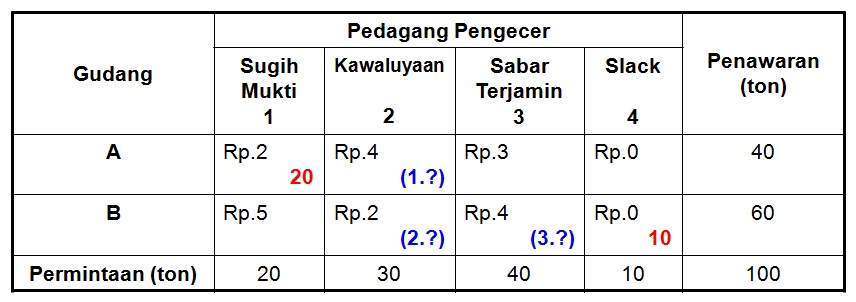 Gudang
Pedagang Pengecer
Penawaran
(ton)
Sugih
Mukti
1
Kawaluyaan
2
Sabar
Terjamin
3
Slack
4
A
Rp.2
20
Rp.4
(1.?)
Rp.3
Rp.0
40
B
Rp.5
Rp.2
(2.?)
Rp.4
(3.?)
Rp.0
10
60
Permintaan (ton)
20
30
40
10
100